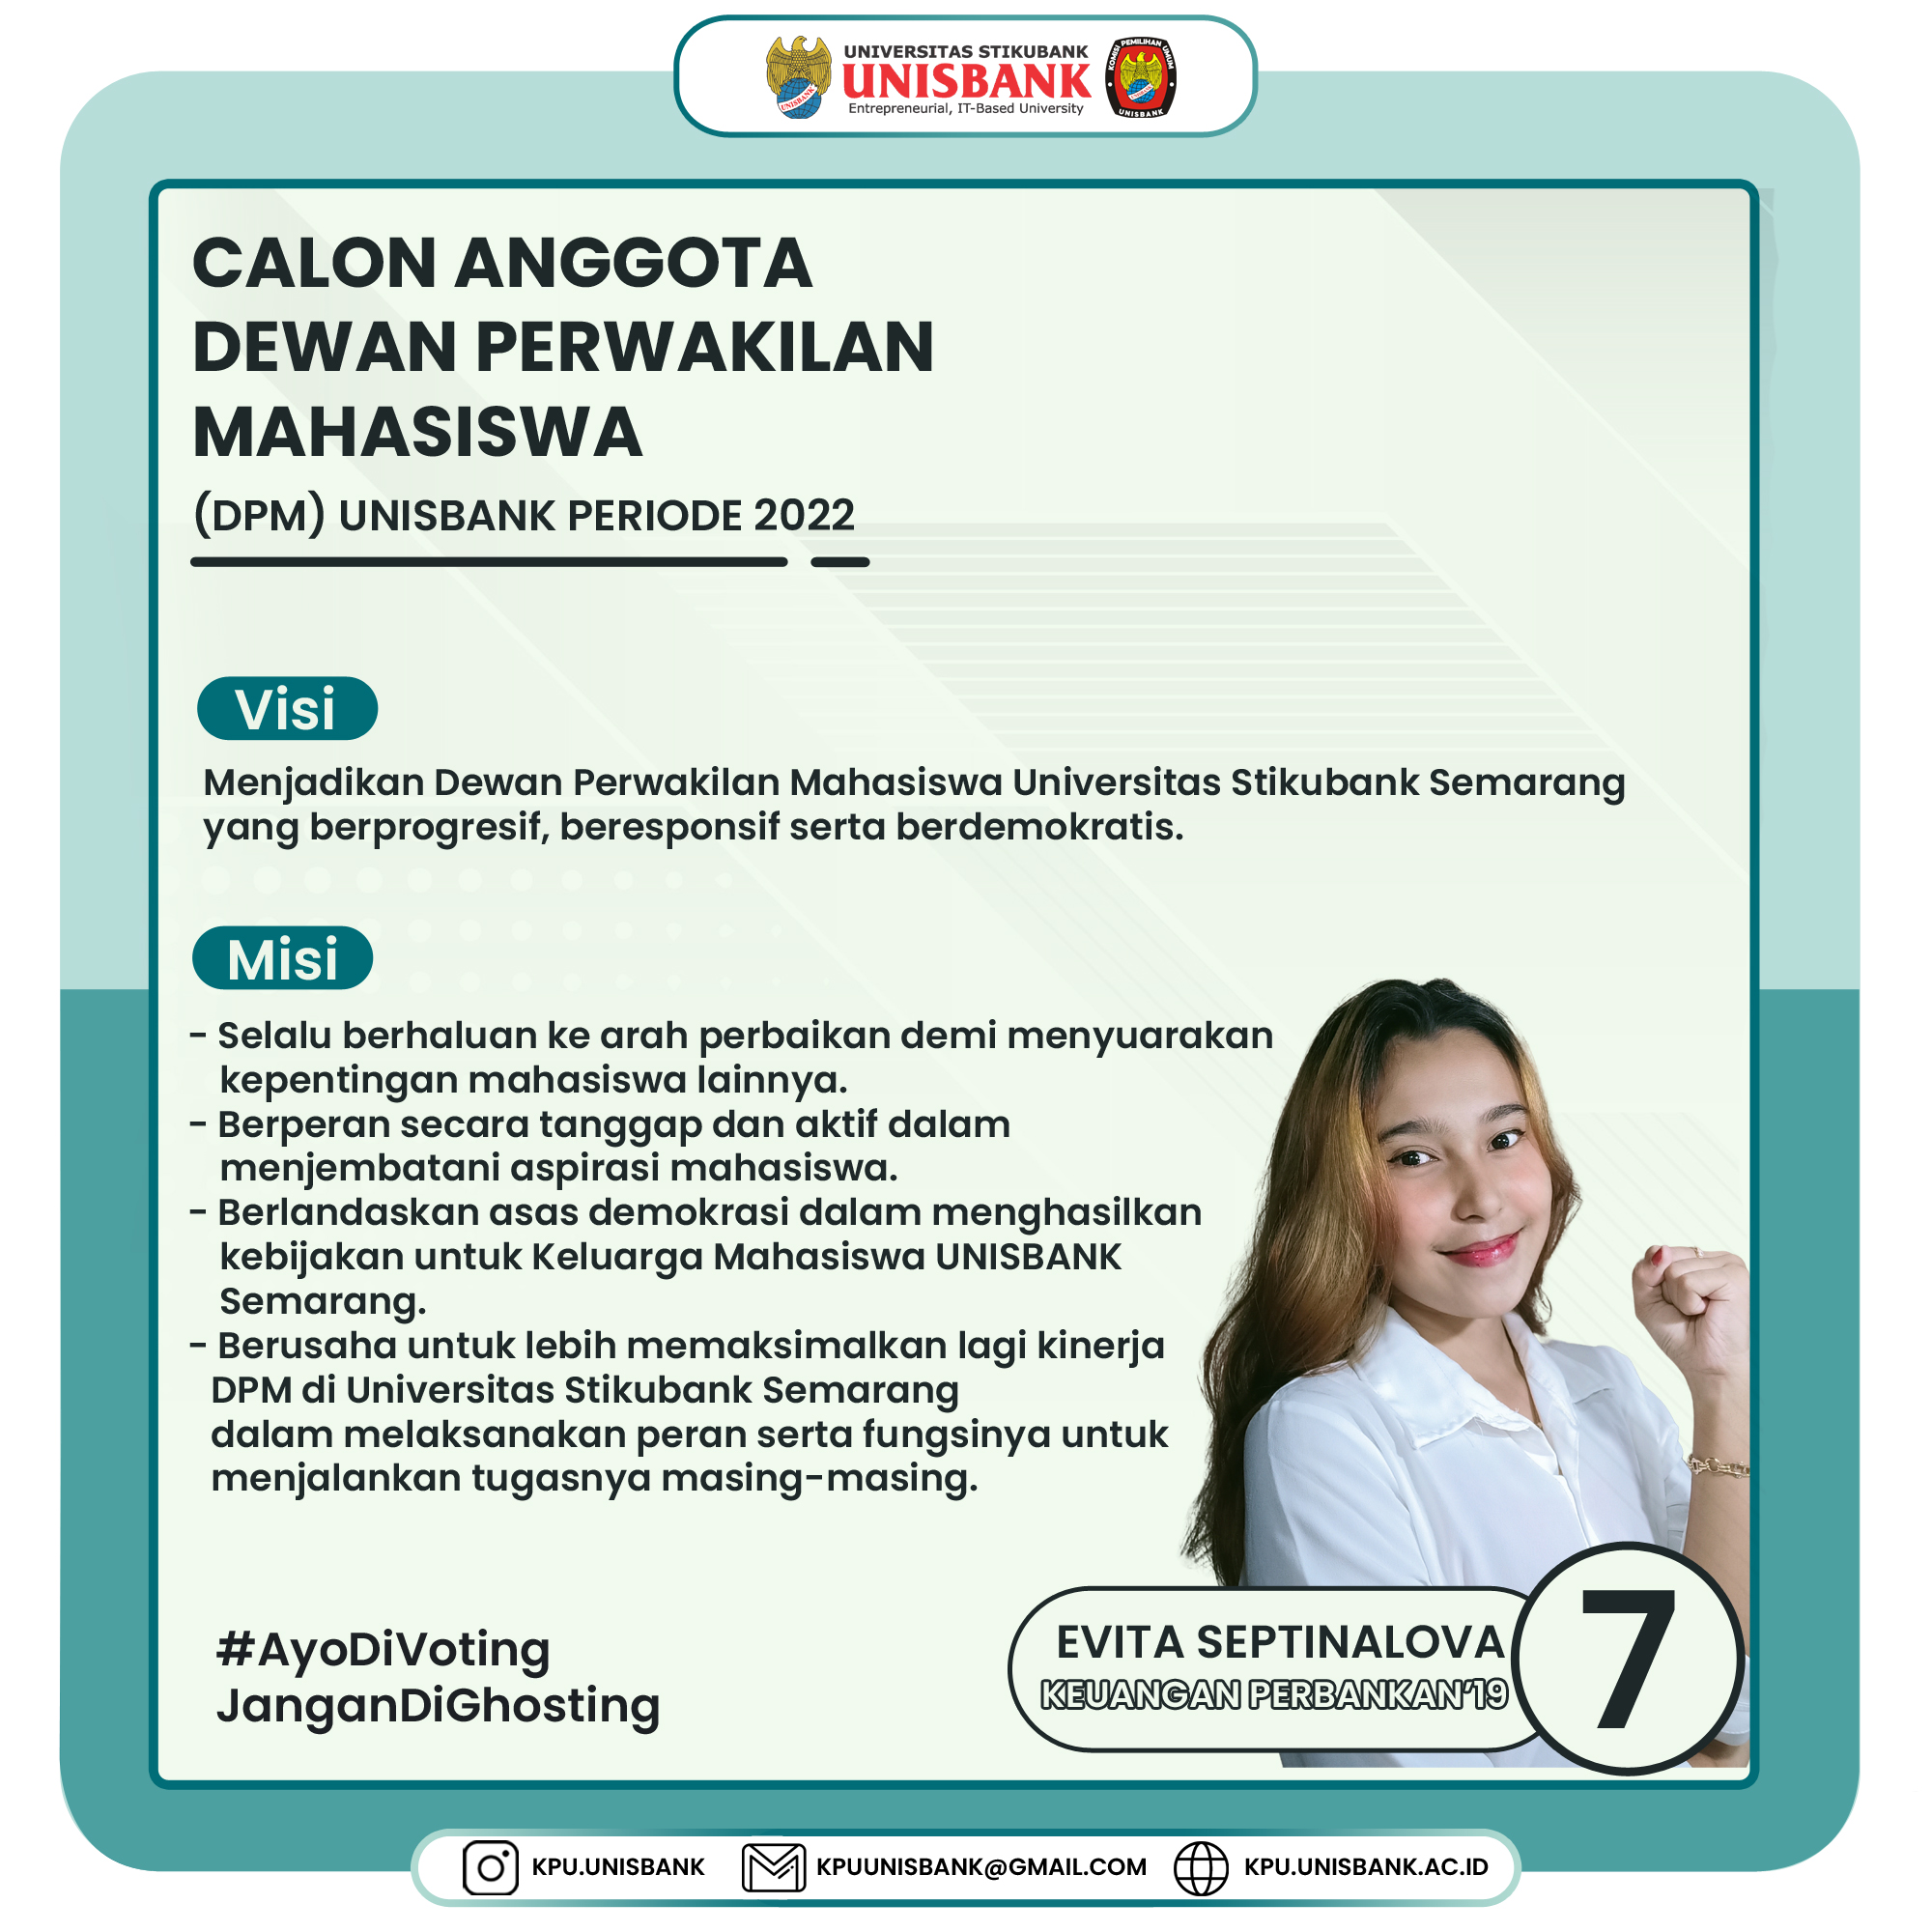 UNIVERSITAS STIKUBANK
UNISBANK
Entrepreneurial, IT-Based University
UNISBANK
KOMISI PEMILIHAN UMUM
UNISBANK
CALON ANGGOTA
DEWAN PERWAKILAN
MAHASISWA
(DPM) UNISBANK PERIODE 2022
Visi
Menjadikan Dewan Perwakilan Mahasiswa Universitas Stikubank Semarang
yang berprogresif, beresponsif serta berdemokratis.
Misi
- Selalu berhaluan ke arah perbaikan demi menyuarakan
kepentingan mahasiswa lainnya.
- Berperan secara tanggap dan aktif dalam
menjembatani aspirasi mahasiswa.
- Berlandaskan asas demokrasi dalam menghasilkan
kebijakan untuk Keluarga Mahasiswa UNISBANK
Semarang.
- Berusaha untuk lebih memaksimalkan lagi kinerja
DPM di Universitas Stikubank Semarang
dalam melaksanakan peran serta fungsinya untuk
menjalankan tugasnya masing-masing.
#AyoDiVoting
JanganDiGhosting
EVITA SEPTINALOVA
KEUANGAN PERBANKAN'19
7
KPU.UNISBANK
KPUUNISBANK@GMAIL.COM
KPU.UNISBANK.AC.ID